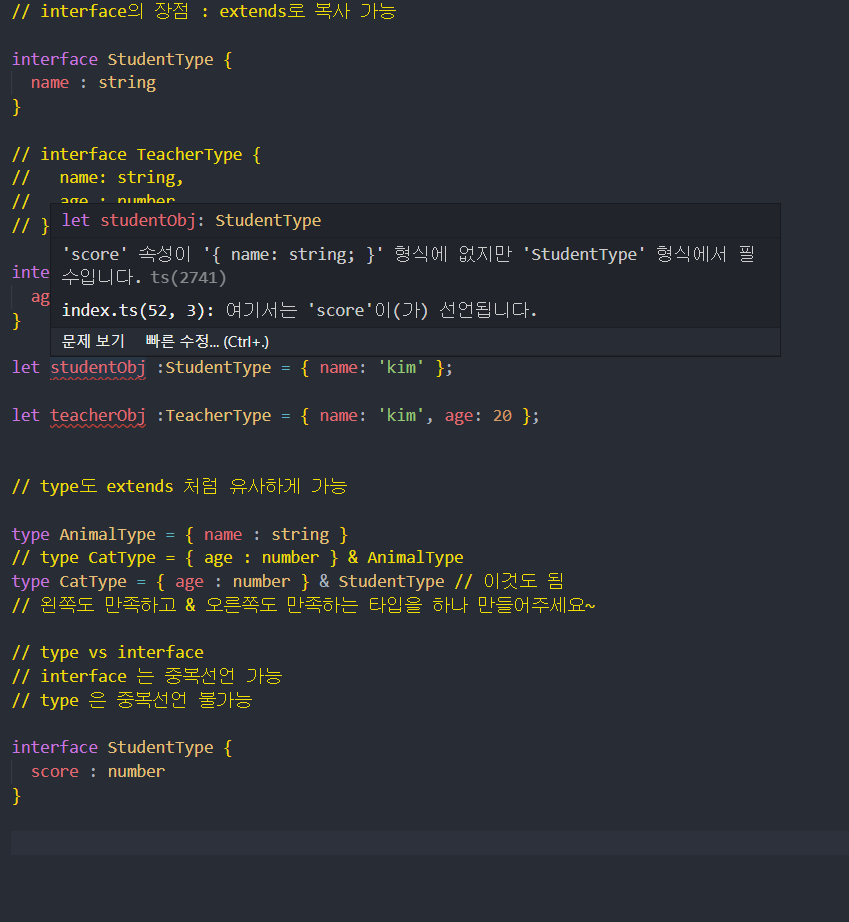 // interface의 장점 : extends로 복사 가능
interface StudentType {
name : string
}
// interface TeacherType {
//   name: string,
//   age : number
// }
let studentObj: StudentType
'score' 속성이 '{ name: string; }' 형식에 없지만 'StudentType' 형식에서 필
수입니다. ts(2741)
inte
index.ts(52, 3): 여기서는 'score'이(가) 선언됩니다.
ag
}
문제 보기 빠른 수정... (Ctrl+.)
let studentObj :StudentType = { name: 'kim' };
let teacherObj :TeacherType = { name: 'kim', age: 20 };
// type도 extends 처럼 유사하게 가능
type AnimalType = { name : string }
// type CatType = { age : number } & AnimalType
type CatType = { age : number } & StudentType // 이것도 됨
// 왼쪽도 만족하고 & 오른쪽도 만족하는 타입을 하나 만들어주세요~
// type vs interface
// interface 는 중복선언 가능
// type 은 중복선언 불가능
interface StudentType {
score : number
}